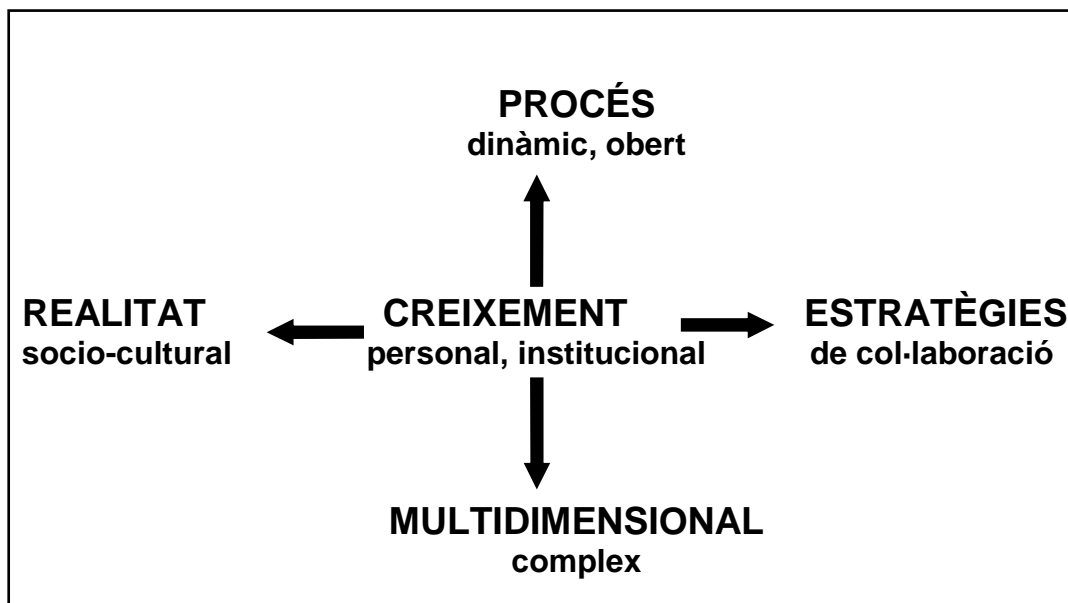 PROCÉS
dinàmic, obert
REALITAT
socio-cultural
CREIXEMENT
personal, institucional
ESTRATÈGIES
de col·laboració
MULTIDIMENSIONAL
complex